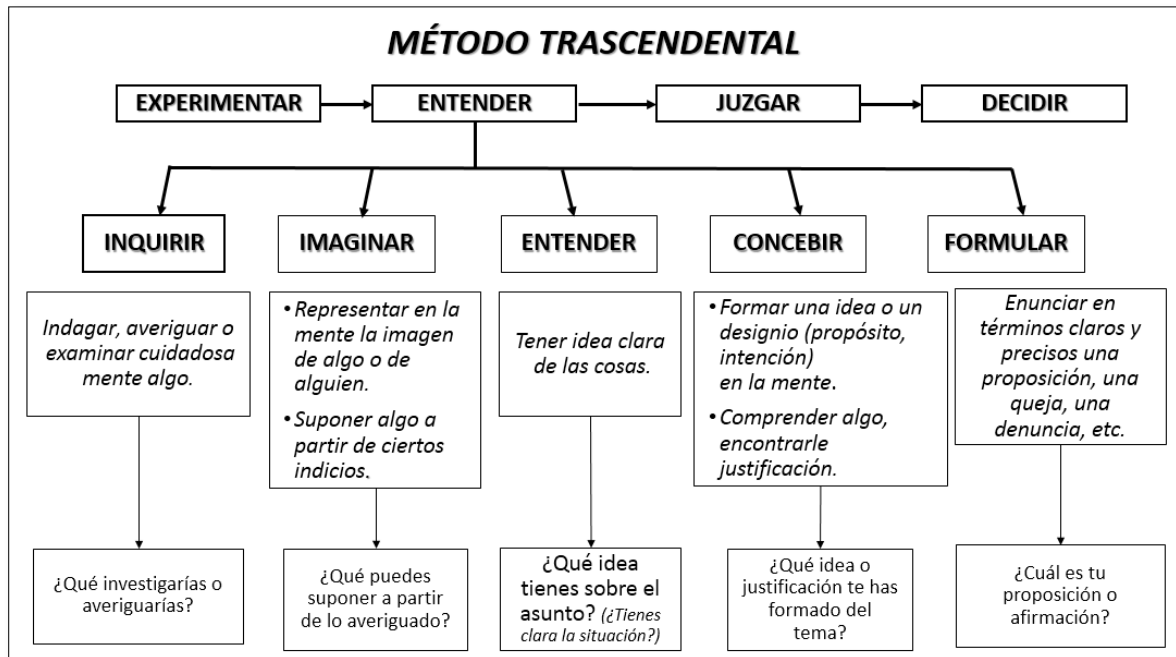 MÉTODO TRASCENDENTAL
EXPERIMENTAR
ENTENDER
JUZGAR
DECIDIR
INQUIRIR
IMAGINAR
ENTENDER
CONCEBIR
FORMULAR
Indagar, averiguar o
examinar cuidadosa
mente algo.
• Representar en la
mente la imagen
de algo o de
alguien.
• Suponer algo a
partir de ciertos
indicios.
Tener idea clara
de las cosas.
• Formar una idea o un
designio (propósito,
intención)
en la mente.
• Comprender algo,
encontrarle
justificación.
Enunciar en
términos claros y
precisos una
proposición, una
queja, una
denuncia, etc.
¿Qué investigarías o
averiguarías?
¿Qué puedes
suponer a partir
de lo averiguado?
¿Qué idea
tienes sobre el
asunto? (¿Tienes
clara la situación?)
¿Qué idea o
justificación te has
formado del
tema?
¿Cuál es tu
proposición o
afirmación?